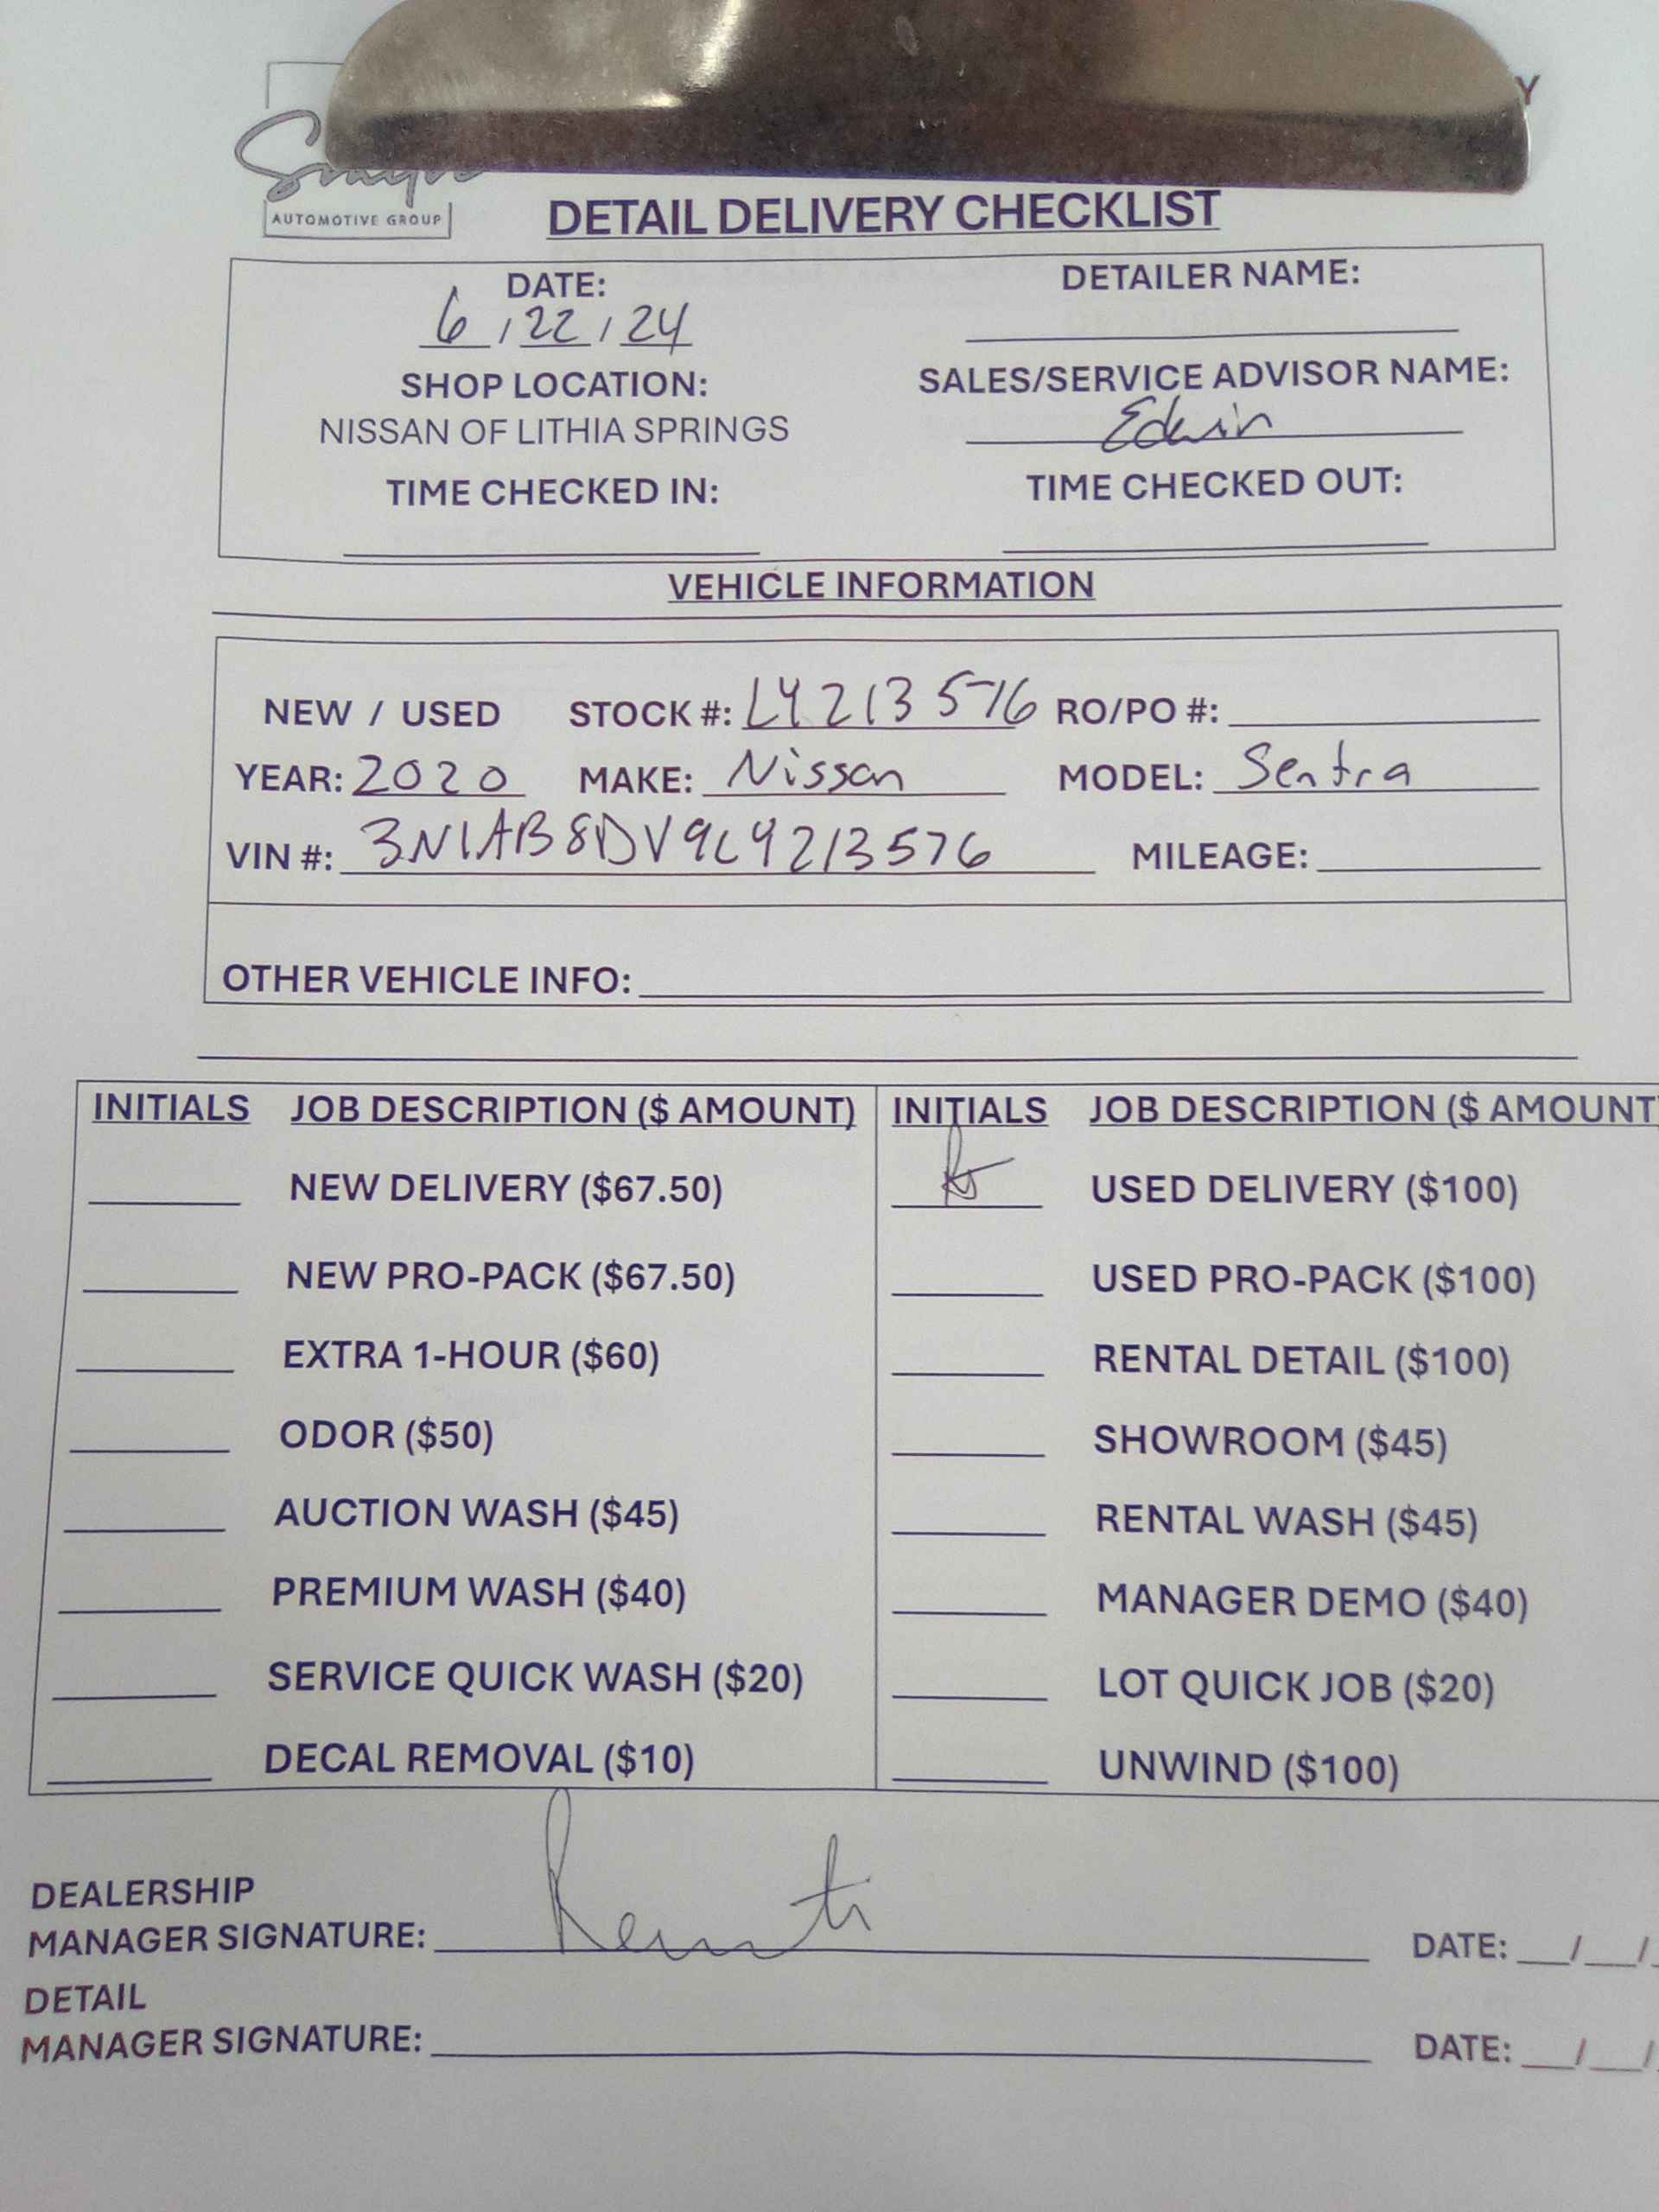 Y
AUTOMOTIVE GROUP
DETAIL DELIVERY CHECKLIST
DATE: DETAILER NAME:
6 / 22 / 24
SHOP LOCATION: SALES/SERVICE ADVISOR NAME:
NISSAN OF LITHIA SPRINGS Edwin
TIME CHECKED IN: TIME CHECKED OUT:
VEHICLE INFORMATION
NEW / USED STOCK #: LY213576 RO/PO #:
YEAR: 2020 MAKE: Nissan MODEL: Sentra
VIN #: 3N1AB8DV9LY213576 MILEAGE:
OTHER VEHICLE INFO:
INITIALS JOB DESCRIPTION ($ AMOUNT) INITIALS JOB DESCRIPTION ($ AMOUNT)
NEW DELIVERY ($67.50) USED DELIVERY ($100)
NEW PRO-PACK ($67.50) USED PRO-PACK ($100)
EXTRA 1-HOUR ($60) RENTAL DETAIL ($100)
ODOR ($50) SHOWROOM ($45)
AUCTION WASH ($45) RENTAL WASH ($45)
PREMIUM WASH ($40) MANAGER DEMO ($40)
SERVICE QUICK WASH ($20) LOT QUICK JOB ($20)
DECAL REMOVAL ($10) UNWIND ($100)
DEALERSHIP
MANAGER SIGNATURE: DATE: __/__/
DETAIL
MANAGER SIGNATURE: DATE: __/__/